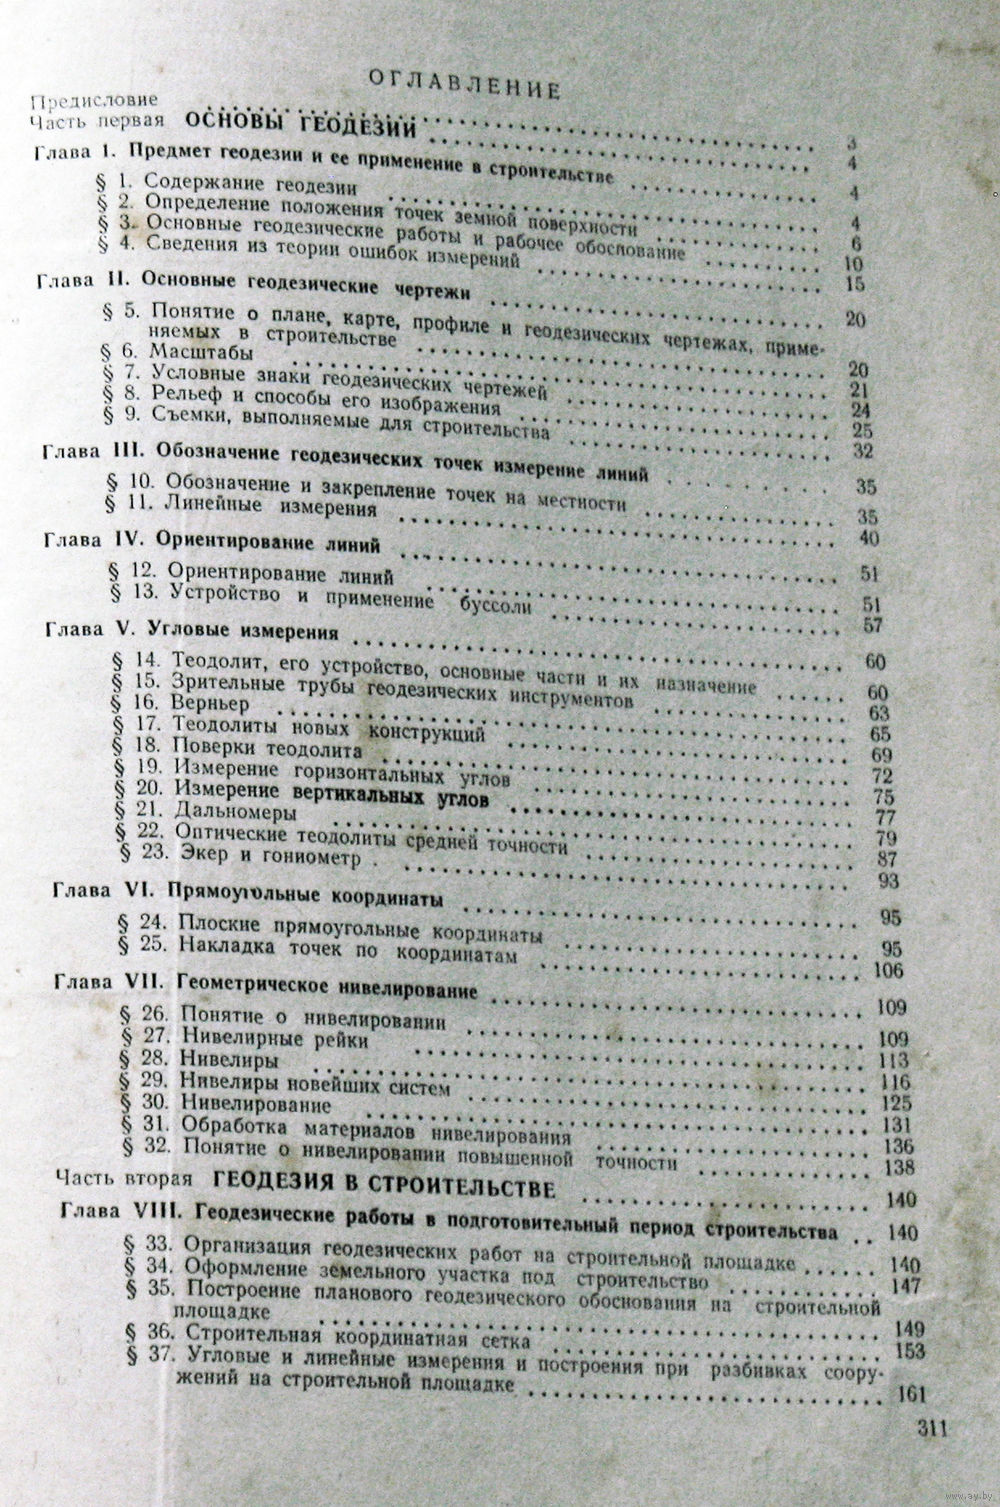 ОГЛАВЛЕНИЕ
Предисловие . . . . . . . . . . 3
Часть первая ОСНОВЫ ГЕОДЕЗИИ . . . . . . . . . . 4
Глава I. Предмет геодезии и ее применение в строительстве . . . . . . . . . . 4
§ 1. Содержание геодезии . . . . . . . . . . 4
§ 2. Определение положения точек земной поверхности . . . . . . . . . . 6
§ 3. Основные геодезические работы и рабочее обоснование . . . . . . . . . . 10
§ 4. Сведения из теории ошибок измерений . . . . . . . . . . 15
Глава II. Основные геодезические чертежи . . . . . . . . . . 20
§ 5. Понятие о плане, карте, профиле и геодезических чертежах, приме-
няемых в строительстве . . . . . . . . . . 20
§ 6. Масштабы . . . . . . . . . . 21
§ 7. Условные знаки геодезических чертежей . . . . . . . . . . 24
§ 8. Рельеф и способы его изображения . . . . . . . . . . 25
§ 9. Съемки, выполняемые для строительства . . . . . . . . . . 32
Глава III. Обозначение геодезических точек измерение линий . . . . . . . . . . 35
§ 10. Обозначение и закрепление точек на местности . . . . . . . . . . 35
§ 11. Линейные измерения . . . . . . . . . . 40
Глава IV. Ориентирование линий . . . . . . . . . . 51
§ 12. Ориентирование линий . . . . . . . . . . 51
§ 13. Устройство и применение буссоли . . . . . . . . . . 57
Глава V. Угловые измерения . . . . . . . . . . 60
§ 14. Теодолит, его устройство, основные части и их назначение . . . . . . 60
§ 15. Зрительные трубы геодезических инструментов . . . . . . . . . . 63
§ 16. Верньер . . . . . . . . . . 65
§ 17. Теодолиты новых конструкций . . . . . . . . . . 69
§ 18. Поверки теодолита . . . . . . . . . . 72
§ 19. Измерение горизонтальных углов . . . . . . . . . . 75
§ 20. Измерение вертикальных углов . . . . . . . . . . 77
§ 21. Дальномеры . . . . . . . . . . 79
§ 22. Оптические теодолиты средней точности . . . . . . . . . . 87
§ 23. Экер и гониометр . . . . . . . . . . 93
Глава VI. Прямоугольные координаты . . . . . . . . . . 95
§ 24. Плоские прямоугольные координаты . . . . . . . . . . 95
§ 25. Накладка точек по координатам . . . . . . . . . . 106
Глава VII. Геометрическое нивелирование . . . . . . . . . . 109
§ 26. Понятие о нивелировании . . . . . . . . . . 109
§ 27. Нивелирные рейки . . . . . . . . . . 113
§ 28. Нивелиры . . . . . . . . . . 116
§ 29. Нивелиры новейших систем . . . . . . . . . . 125
§ 30. Нивелирование . . . . . . . . . . 131
§ 31. Обработка материалов нивелирования . . . . . . . . . . 136
§ 32. Понятие о нивелировании повышенной точности . . . . . . . . . . 138
Часть вторая ГЕОДЕЗИЯ В СТРОИТЕЛЬСТВЕ . . . . . . . . . . 140
Глава VIII. Геодезические работы в подготовительный период строительства . . 140
§ 33. Организация геодезических работ на строительной площадке . . . . . . 140
§ 34. Оформление земельного участка под строительство . . . . . . . . . . 147
§ 35. Построение планового геодезического обоснования на строительной
площадке . . . . . . . . . . 149
§ 36. Строительная координатная сетка . . . . . . . . . . 153
§ 37. Угловые и линейные измерения и построения при разбивках соору-
жений на строительной площадке . . . . . . . . . . 161
311
www.ay.by